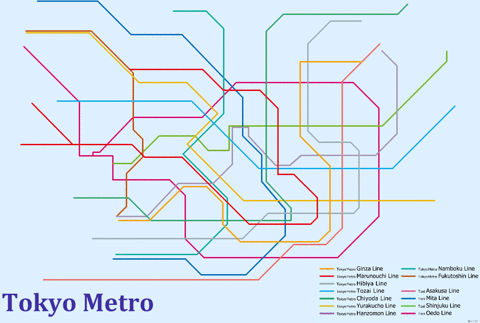 Tokyo Metro Ginza Line
Tokyo Metro Marunouchi Line
Hibiya Line
Tokyo Metro Tozai Line
Tokyo Metro Chiyoda Line
Tokyo Metro Yurakucho Line
Tokyo Metro Hanzomon Line
Tokyo Metro Namboku Line
Tokyo Metro Fukutoshin Line
Toei Asakusa Line
Toei Mita Line
Toei Shinjuku Line
Toei Oedo Line
Tokyo Metro